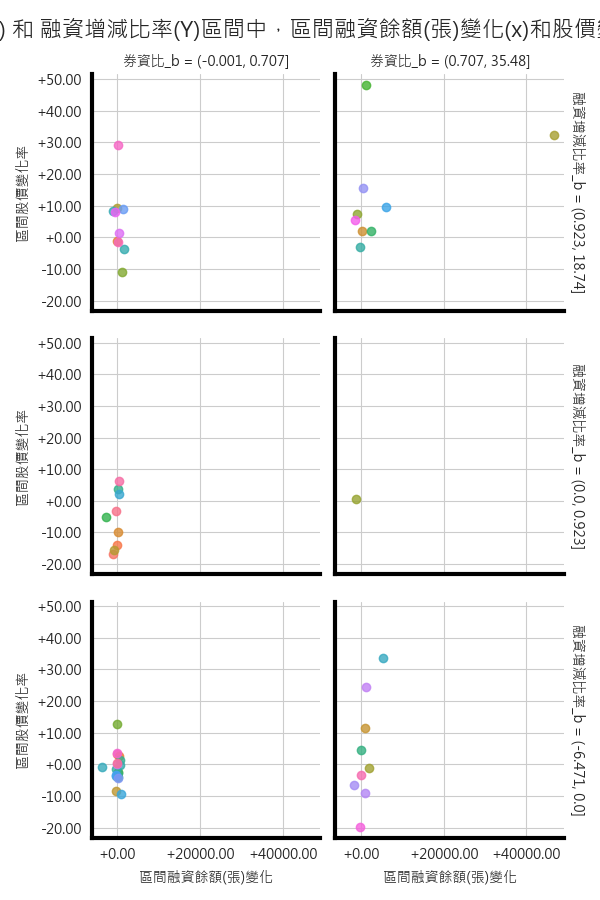 ) 和 融資增減比率(Y)區間中，區間融資餘額(張)變化(x)和股價變
券資比_b = (-0.001, 0.707]
券資比_b = (0.707, 35.48]
+50.00
+40.00
+30.00
+20.00
+10.00
+0.00
-10.00
-20.00
區間股價變化率
融資增減比率_b = (0.923, 18.74]
+50.00
+40.00
+30.00
+20.00
+10.00
+0.00
-10.00
-20.00
區間股價變化率
融資增減比率_b = (0.0, 0.923]
+50.00
+40.00
+30.00
+20.00
+10.00
+0.00
-10.00
-20.00
區間股價變化率
融資增減比率_b = (-6.471, 0.0]
+0.00 +20000.00 +40000.00
+0.00 +20000.00 +40000.00
區間融資餘額(張)變化
區間融資餘額(張)變化